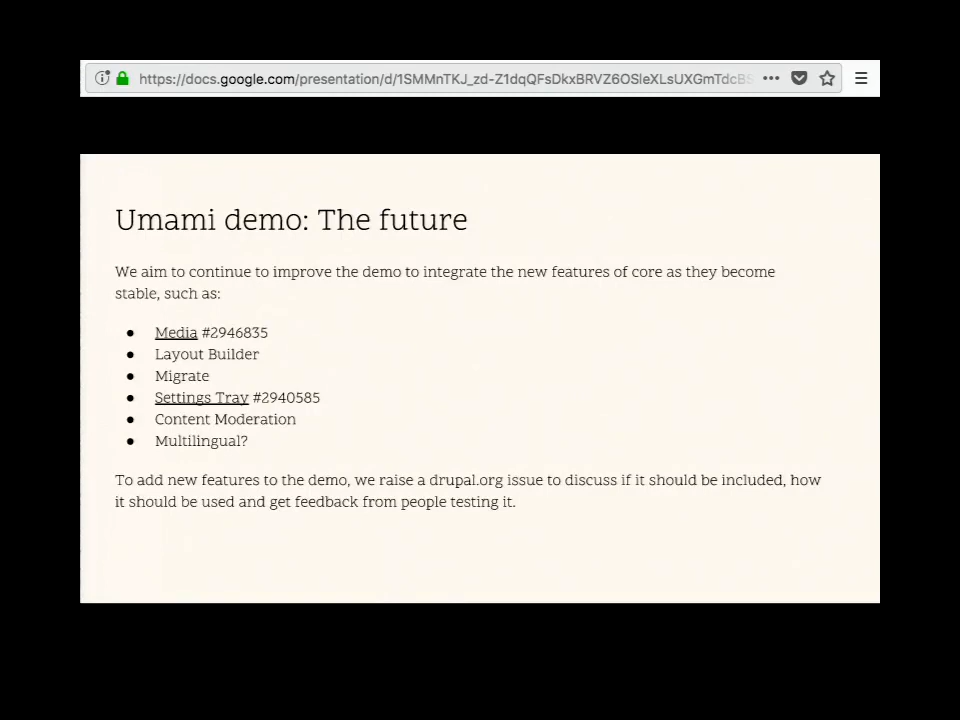 https://docs.google.com/presentation/d/1SMMnTKJ_zd-Z1dqQFsDkxBRVZ6OSleXLsUXGmTdcBS
Umami demo: The future
We aim to continue to improve the demo to integrate the new features of core as they become
stable, such as:
● Media #2946835
● Layout Builder
● Migrate
● Settings Tray #2940585
● Content Moderation
● Multilingual?
To add new features to the demo, we raise a drupal.org issue to discuss if it should be included, how
it should be used and get feedback from people testing it.